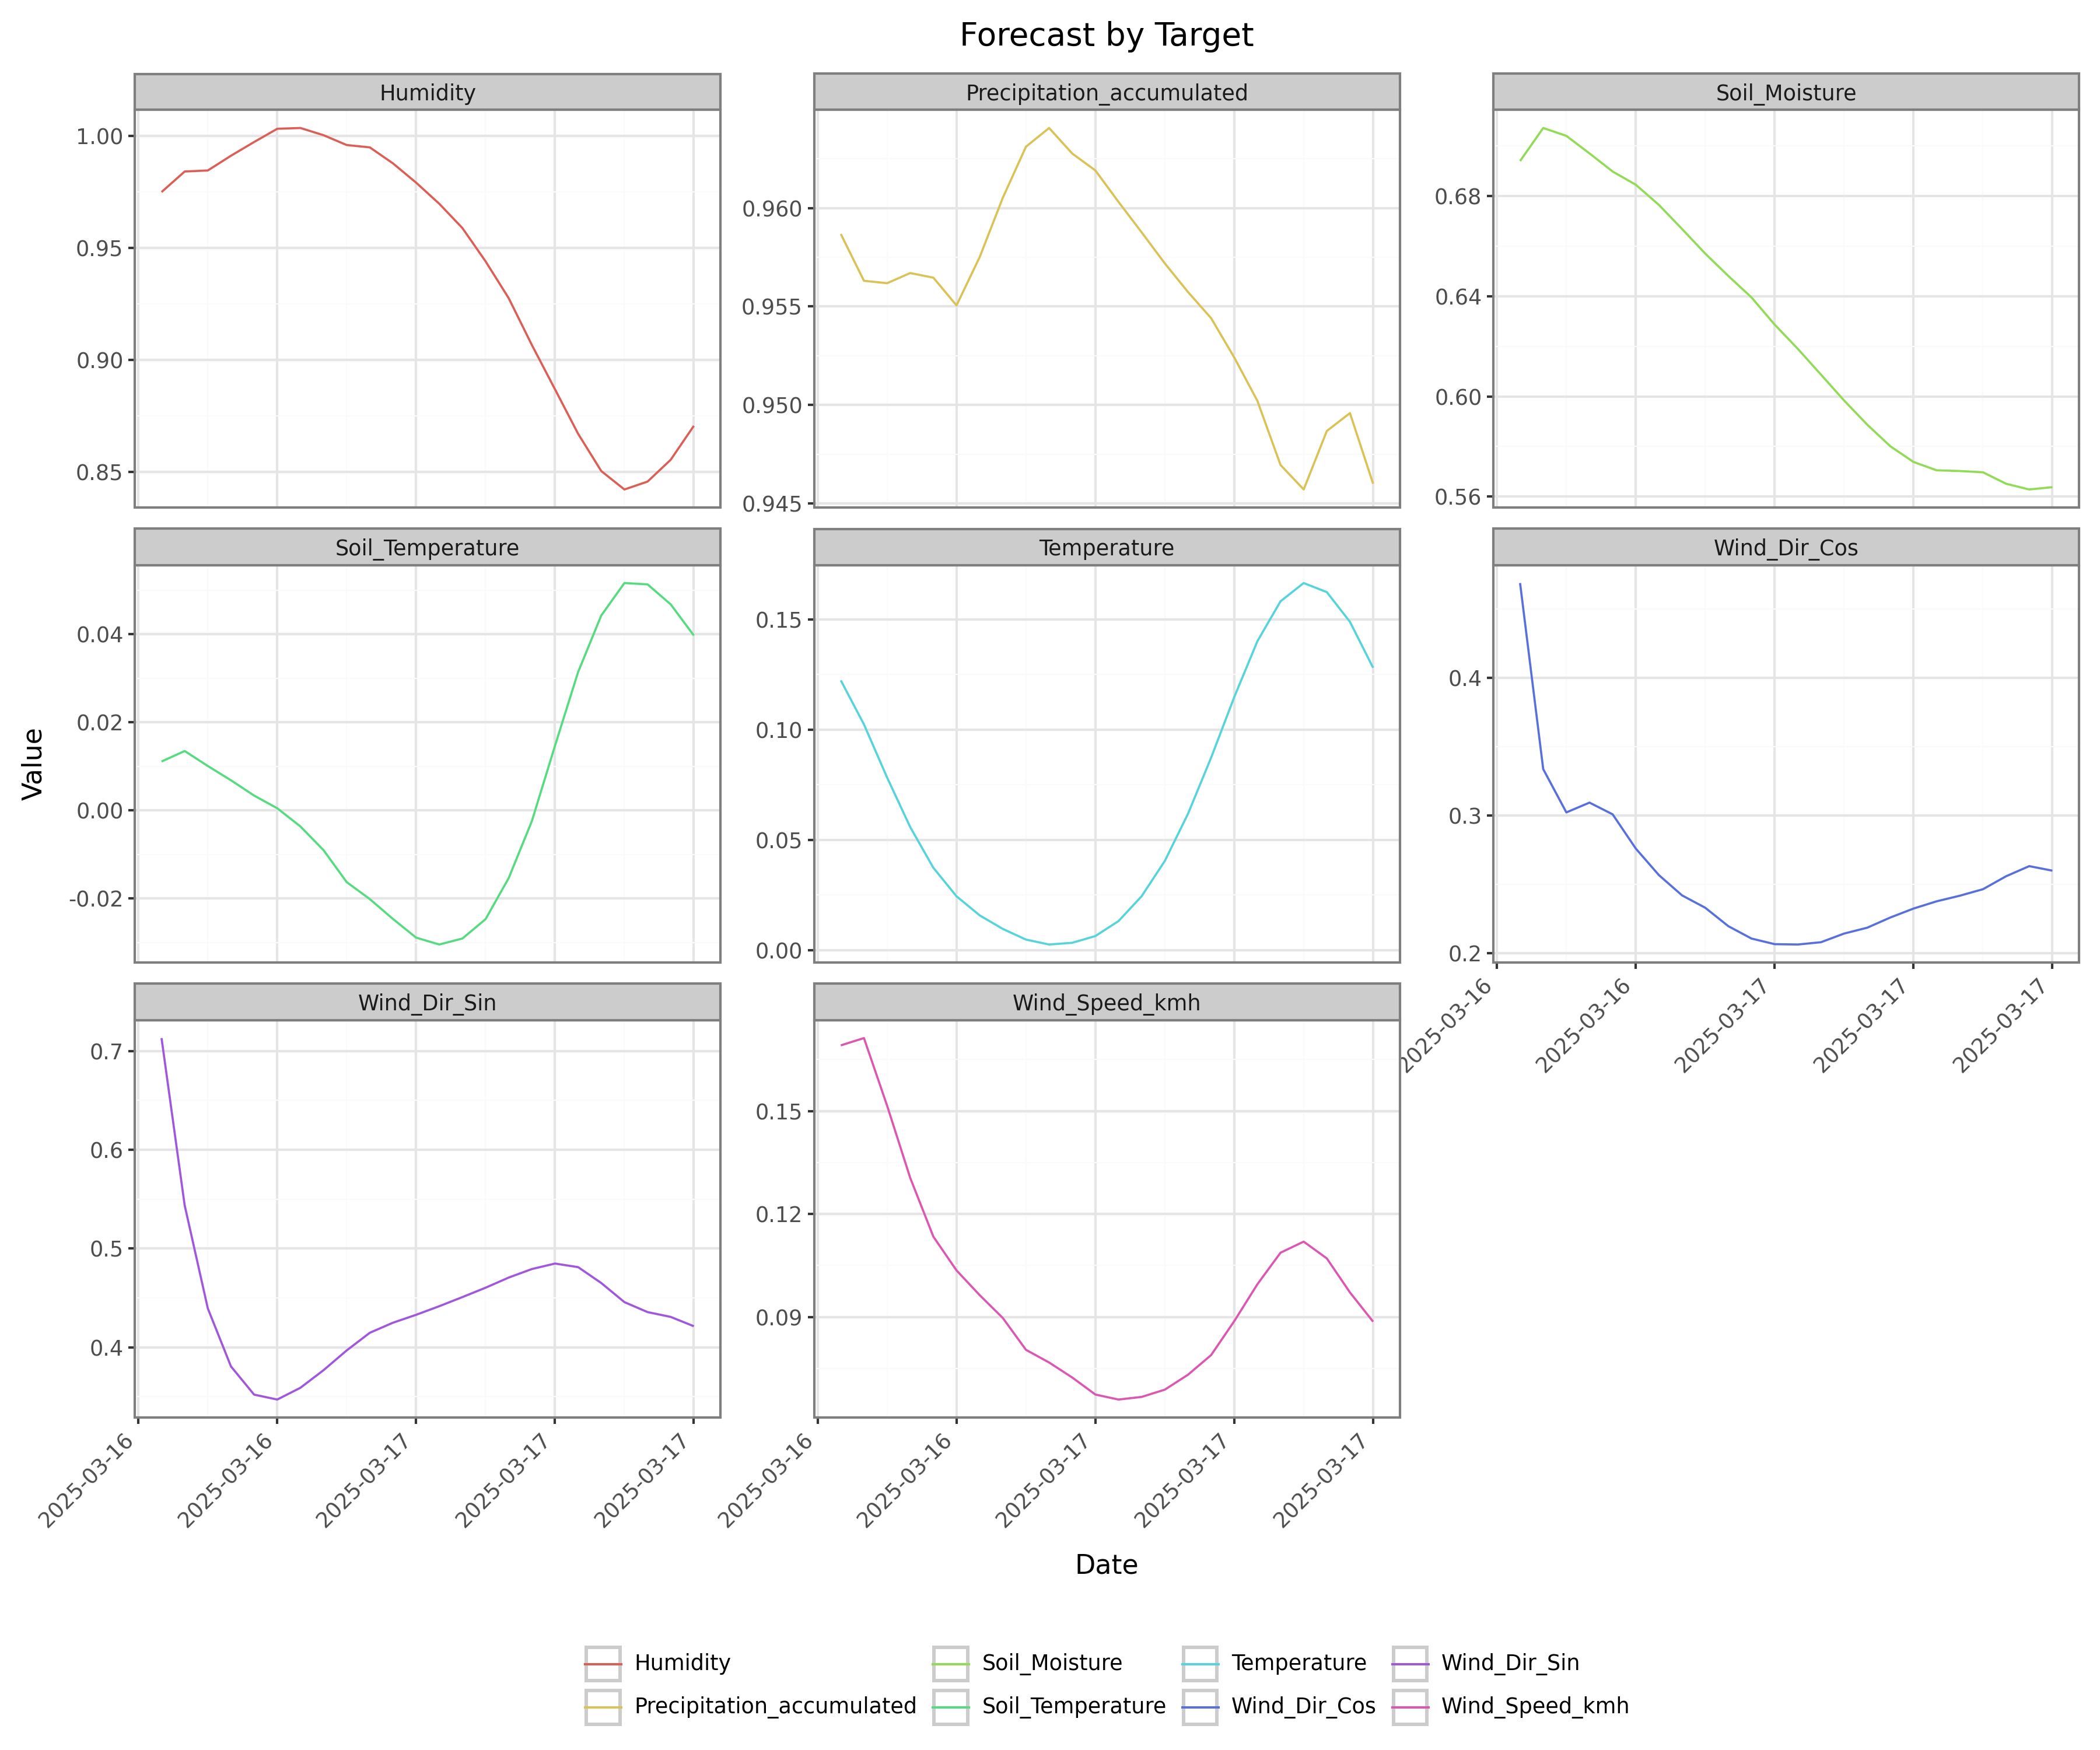 Forecast by Target
Humidity
Precipitation_accumulated
Soil_Moisture
1.00
0.95
0.90
0.85
0.960
0.955
0.950
0.945
0.68
0.64
0.60
0.56
Soil_Temperature
Temperature
Wind_Dir_Cos
0.04
0.02
0.00
-0.02
0.15
0.10
0.05
0.00
0.4
0.3
0.2
2025-03-16
2025-03-16
2025-03-17
2025-03-17
2025-03-17
Value
Wind_Dir_Sin
Wind_Speed_kmh
0.7
0.6
0.5
0.4
0.15
0.12
0.09
2025-03-16
2025-03-16
2025-03-17
2025-03-17
2025-03-17
2025-03-16
2025-03-16
2025-03-17
2025-03-17
2025-03-17
Date
Humidity
Soil_Moisture
Temperature
Wind_Dir_Sin
Precipitation_accumulated
Soil_Temperature
Wind_Dir_Cos
Wind_Speed_kmh